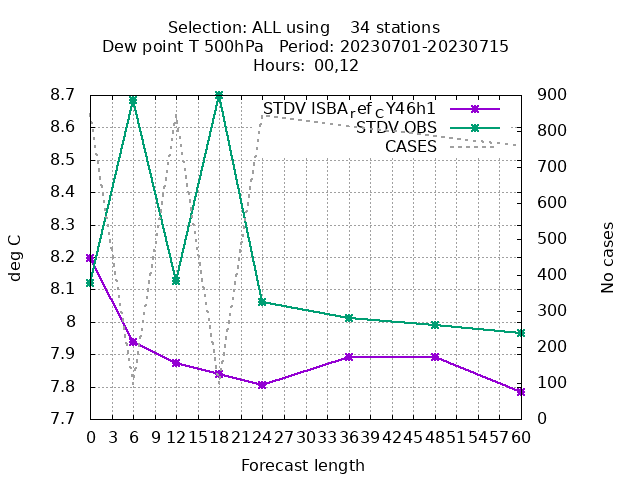 Selection: ALL using    34 stations
Dew point T 500hPa   Period: 20230701-20230715
Hours:  00,12
STDV ISBA_ref_CY46h1
STDV OBS
CASES
8.7
8.6
8.5
8.4
8.3
8.2
8.1
8
7.9
7.8
7.7
deg C
900
800
700
600
500
400
300
200
100
0
No cases
0 3 6 9 12 15 18 21 24 27 30 33 36 39 42 45 48 51 54 57 60
Forecast length